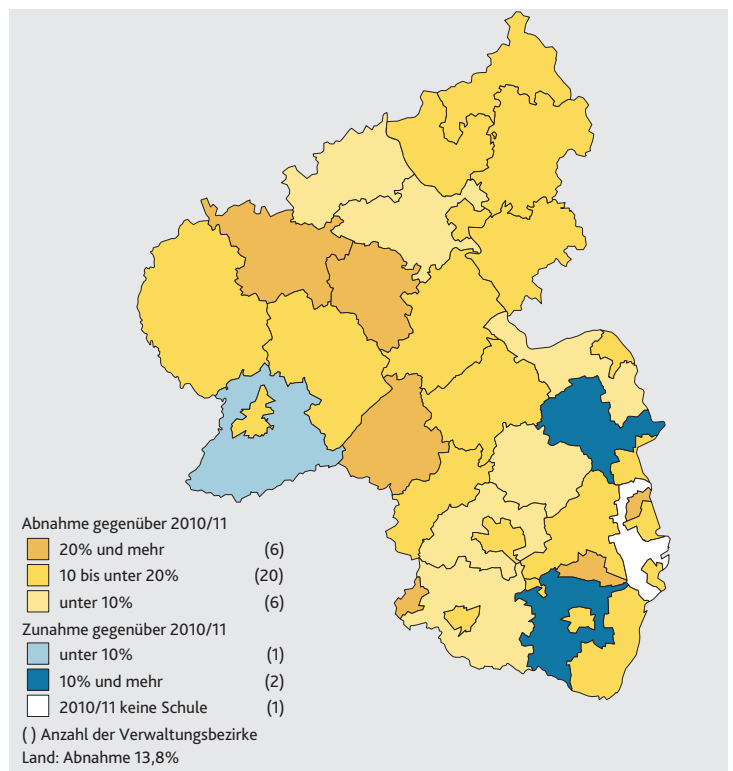 Abnahme gegenüber 2010/11
20% und mehr (6)
10 bis unter 20% (20)
unter 10% (6)
Zunahme gegenüber 2010/11
unter 10% (1)
10% und mehr (2)
2010/11 keine Schule (1)
( ) Anzahl der Verwaltungsbezirke
Land: Abnahme 13,8%